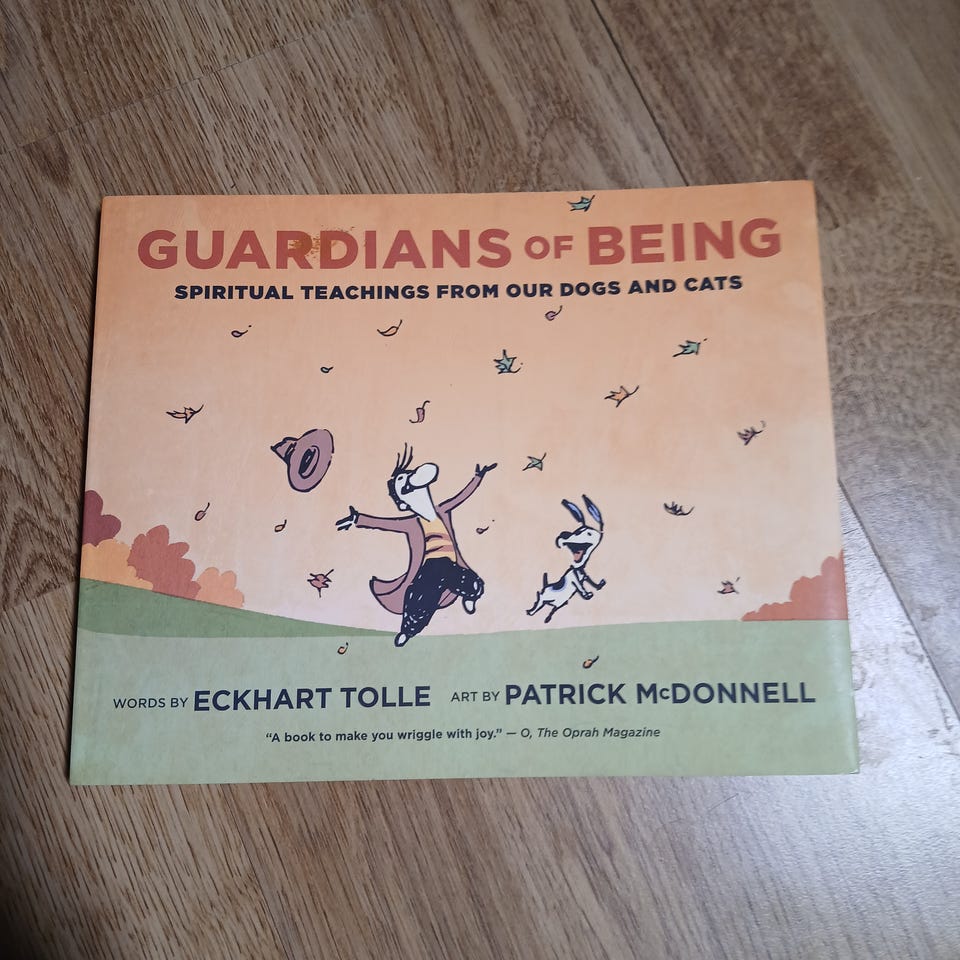 GUARDIANS OF BEING
SPIRITUAL TEACHINGS FROM OUR DOGS AND CATS
WORDS BY ECKHART TOLLE ART BY PATRICK McDONNELL
“A book to make you wriggle with joy.” — O, The Oprah Magazine